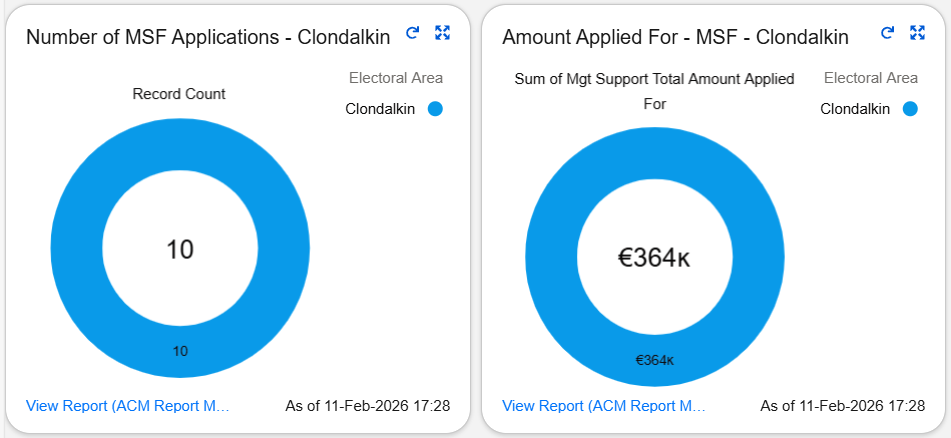 Number of MSF Applications - Clondalkin
Electoral Area
Record Count
Clondalkin
10
10
View Report (ACM Report M…
As of 11-Feb-2026 17:28
Amount Applied For - MSF - Clondalkin
Electoral Area
Sum of Mgt Support Total Amount Applied
For
Clondalkin
€364ĸ
€364ĸ
View Report (ACM Report M…
As of 11-Feb-2026 17:28